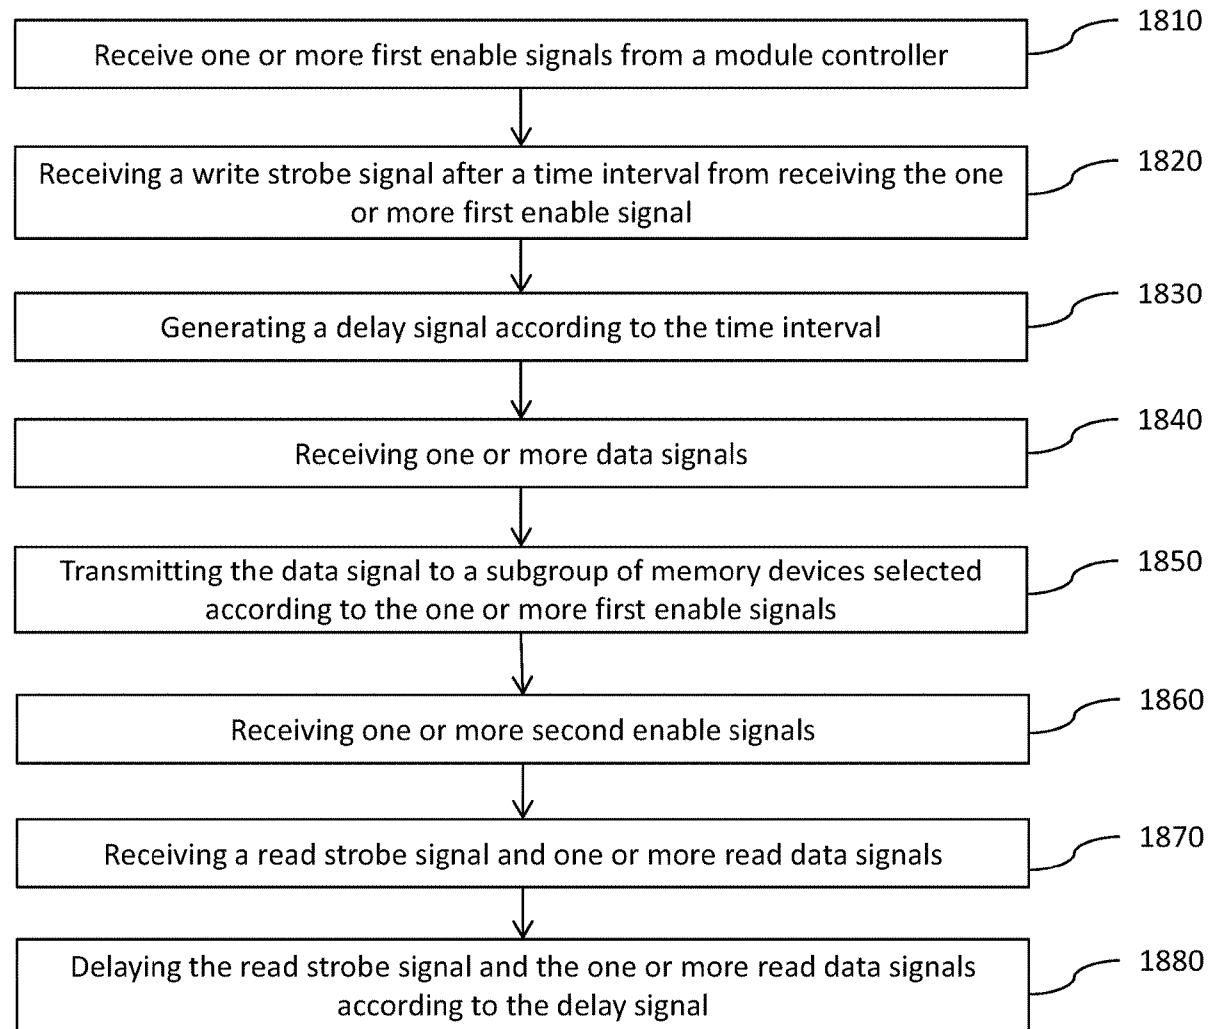 1810
Receive one or more first enable signals from a module controller
1820
Receiving a write strobe signal after a time interval from receiving the one
or more first enable signal
1830
Generating a delay signal according to the time interval
1840
Receiving one or more data signals
1850
Transmitting the data signal to a subgroup of memory devices selected
according to the one or more first enable signals
1860
Receiving one or more second enable signals
1870
Receiving a read strobe signal and one or more read data signals
1880
Delaying the read strobe signal and the one or more read data signals
according to the delay signal